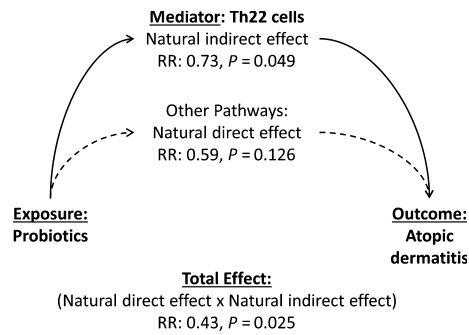 Mediator: Th22 cells
Natural indirect effect
RR: 0.73, P = 0.049
Other Pathways:
Natural direct effect
RR: 0.59, P = 0.126
Exposure:
Probiotics
Outcome:
Atopic
dermatitis
Total Effect:
(Natural direct effect x Natural indirect effect)
RR: 0.43, P = 0.025